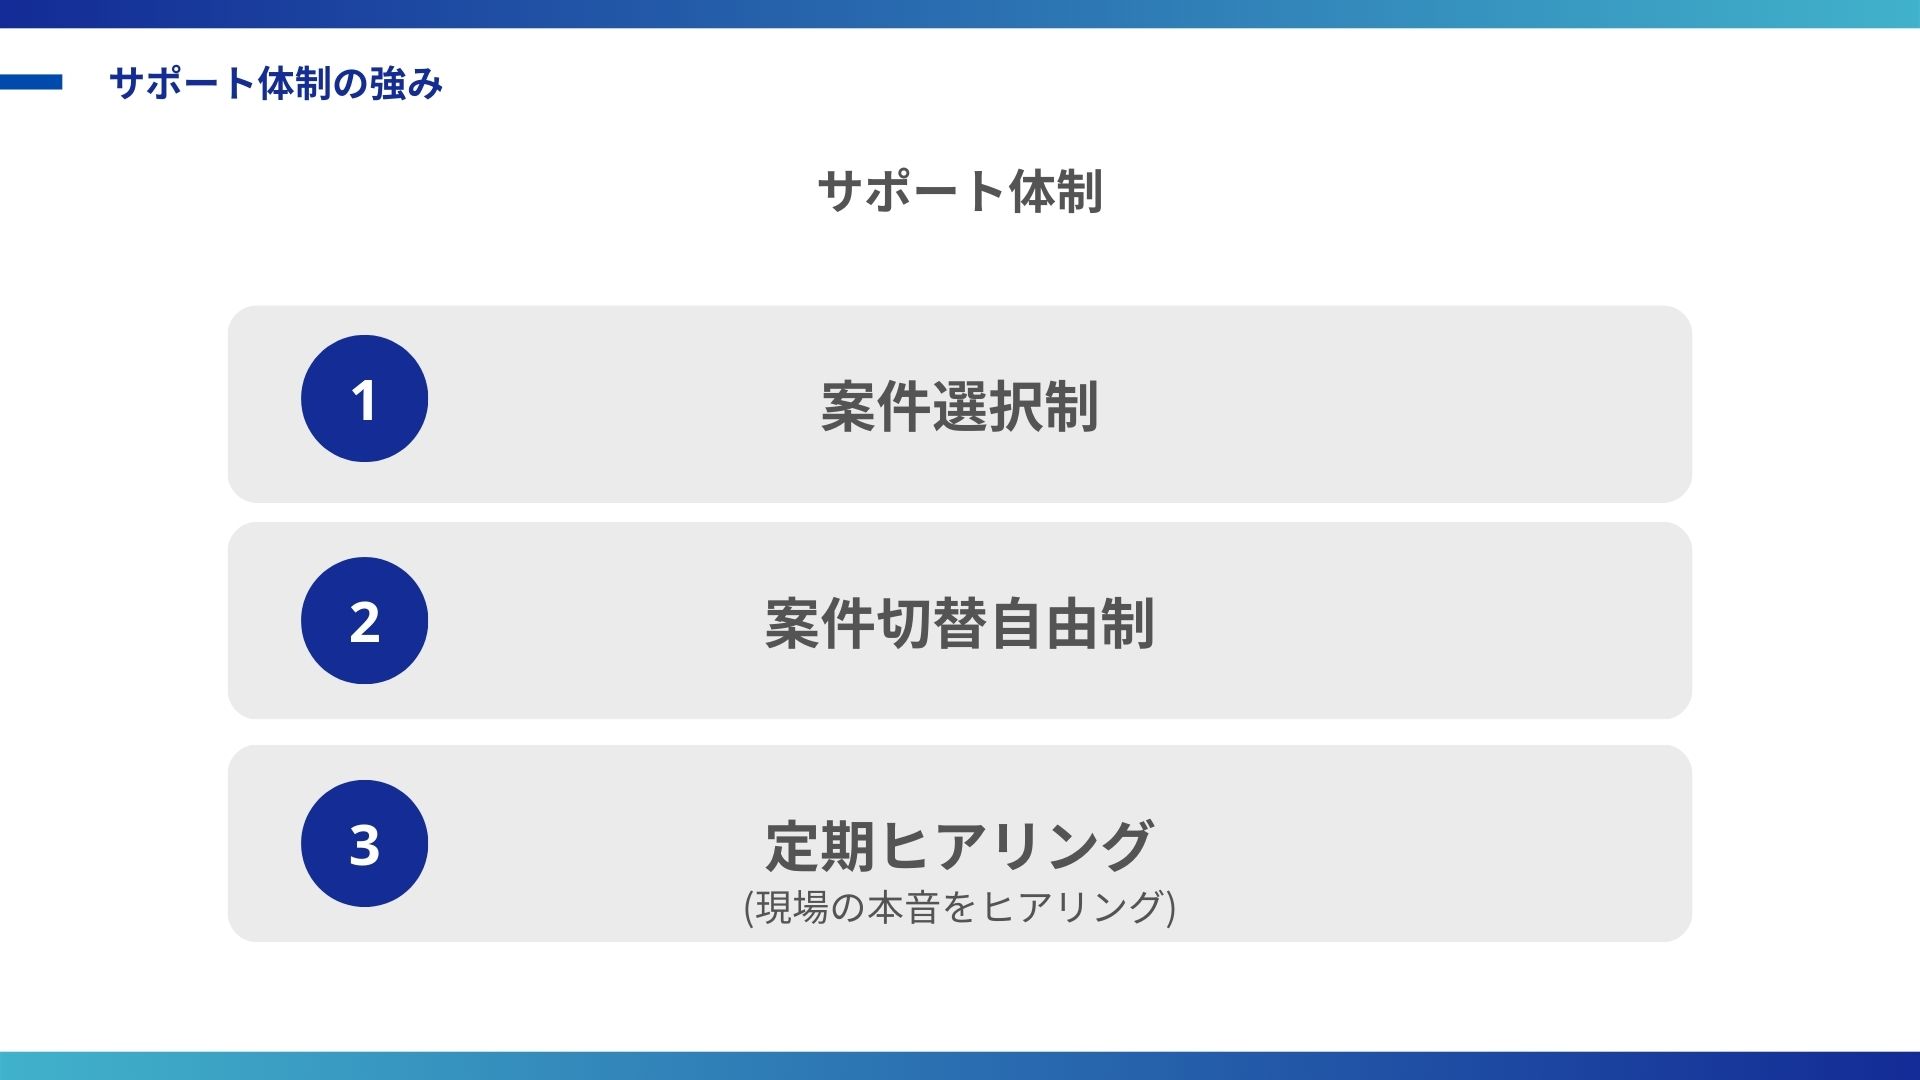 サポート体制の強み
サポート体制
1
案件選択制
2
案件切替自由制
3
定期ヒアリング
(現場の本音をヒアリング)